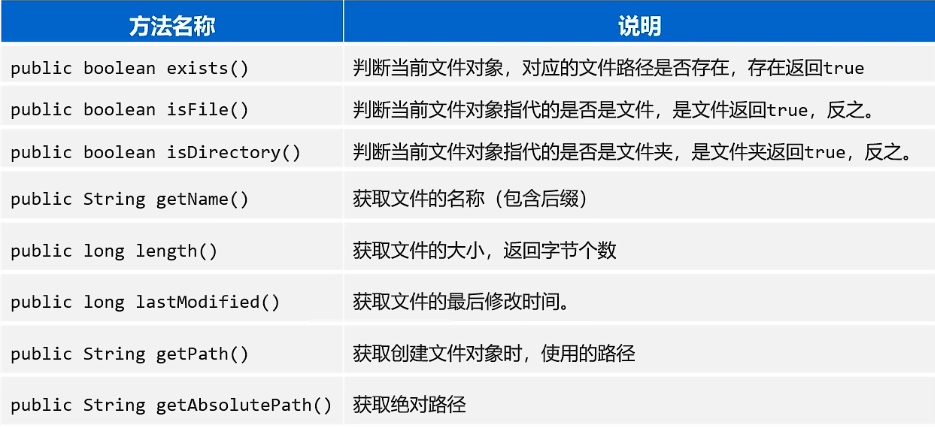 方法名称 说明
public boolean exists() 判断当前文件对象，对应的文件路径是否存在，存在返回true
public boolean isFile() 判断当前文件对象指代的是否是文件，是文件返回true，反之。
public boolean isDirectory() 判断当前文件对象指代的是否是文件夹，是文件夹返回true，反之。
public String getName() 获取文件的名称（包含后缀）
public long length() 获取文件的大小，返回字节个数
public long lastModified() 获取文件的最后修改时间。
public String getPath() 获取创建文件对象时，使用的路径
public String getAbsolutePath() 获取绝对路径